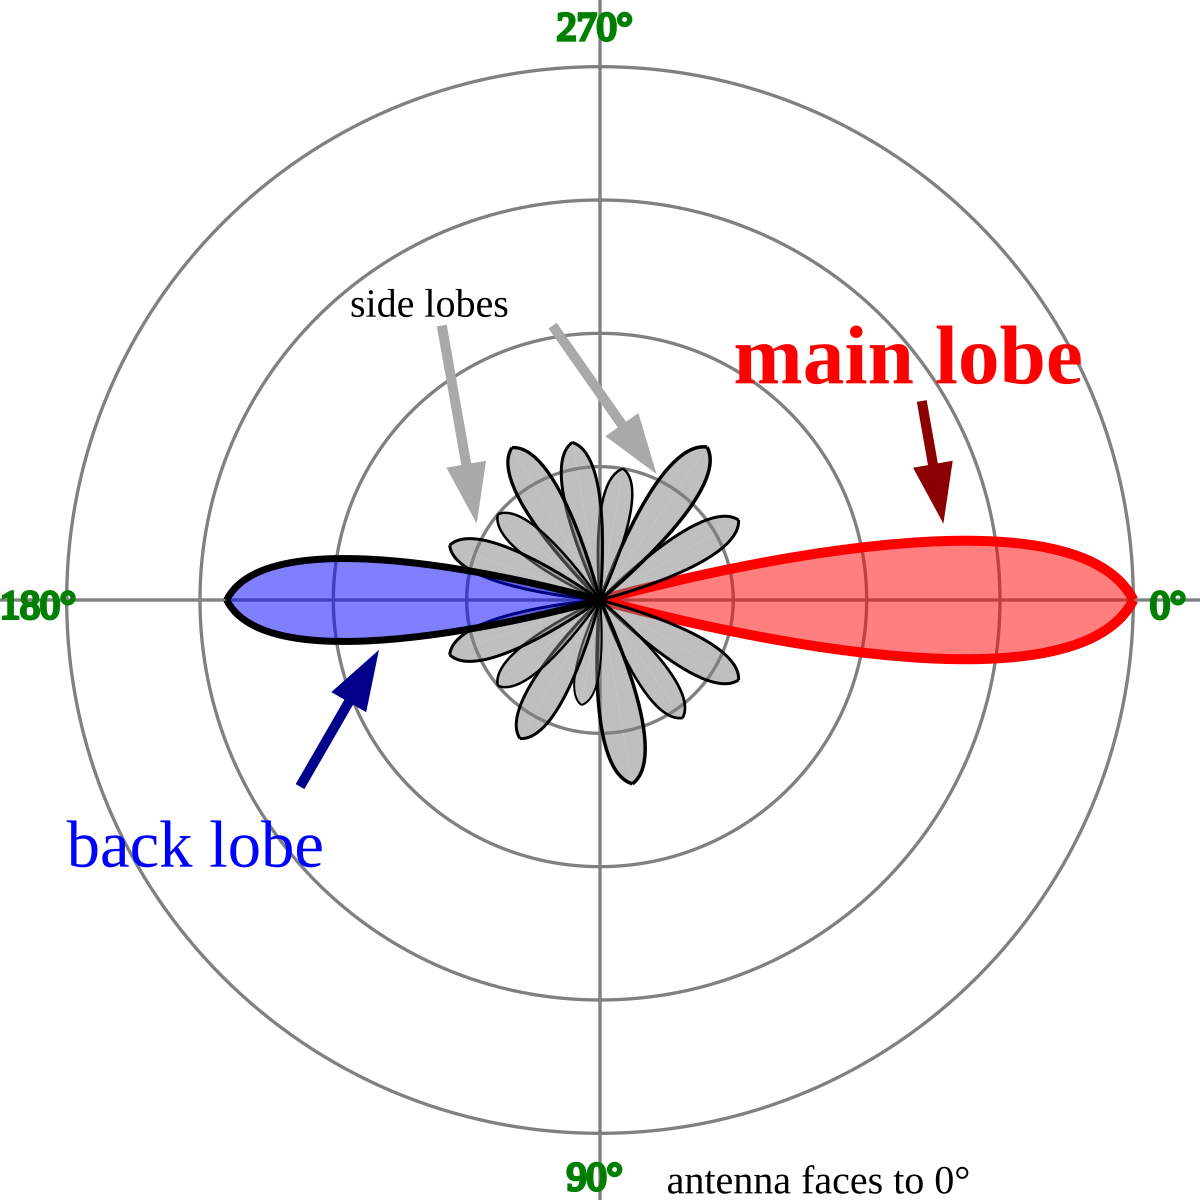 270°
side lobes
main lobe
180°
0°
back lobe
90°
antenna faces to 0°